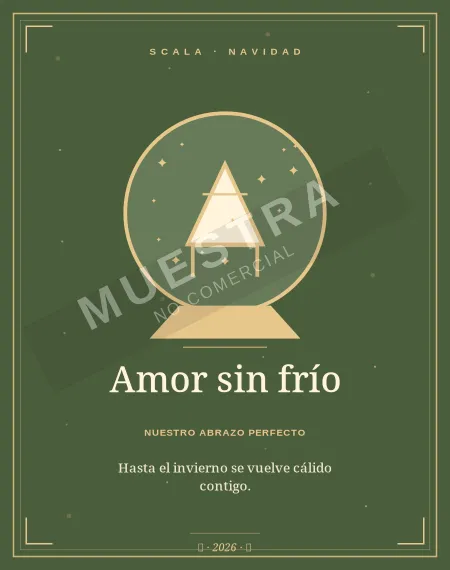 SCALA · NAVIDAD
MUESTRA
NO COMERCIAL
Amor sin frío
NUESTRO ABRAZO PERFECTO
Hasta el invierno se vuelve cálido
contigo.
· 2026 ·